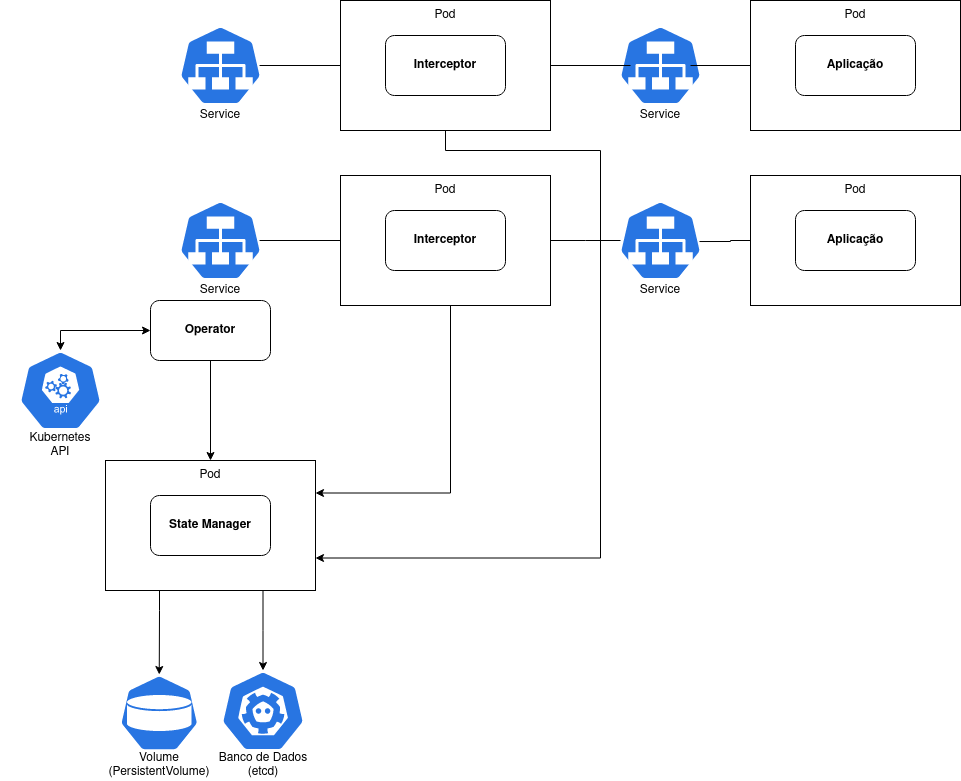 Pod
Pod
Interceptor
Aplicação
Service
Service
Pod
Pod
Interceptor
Aplicação
Service
Service
Operator
api
Kubernetes
API
Pod
State Manager
Volume
(PersistentVolume)
Banco de Dados
(etcd)